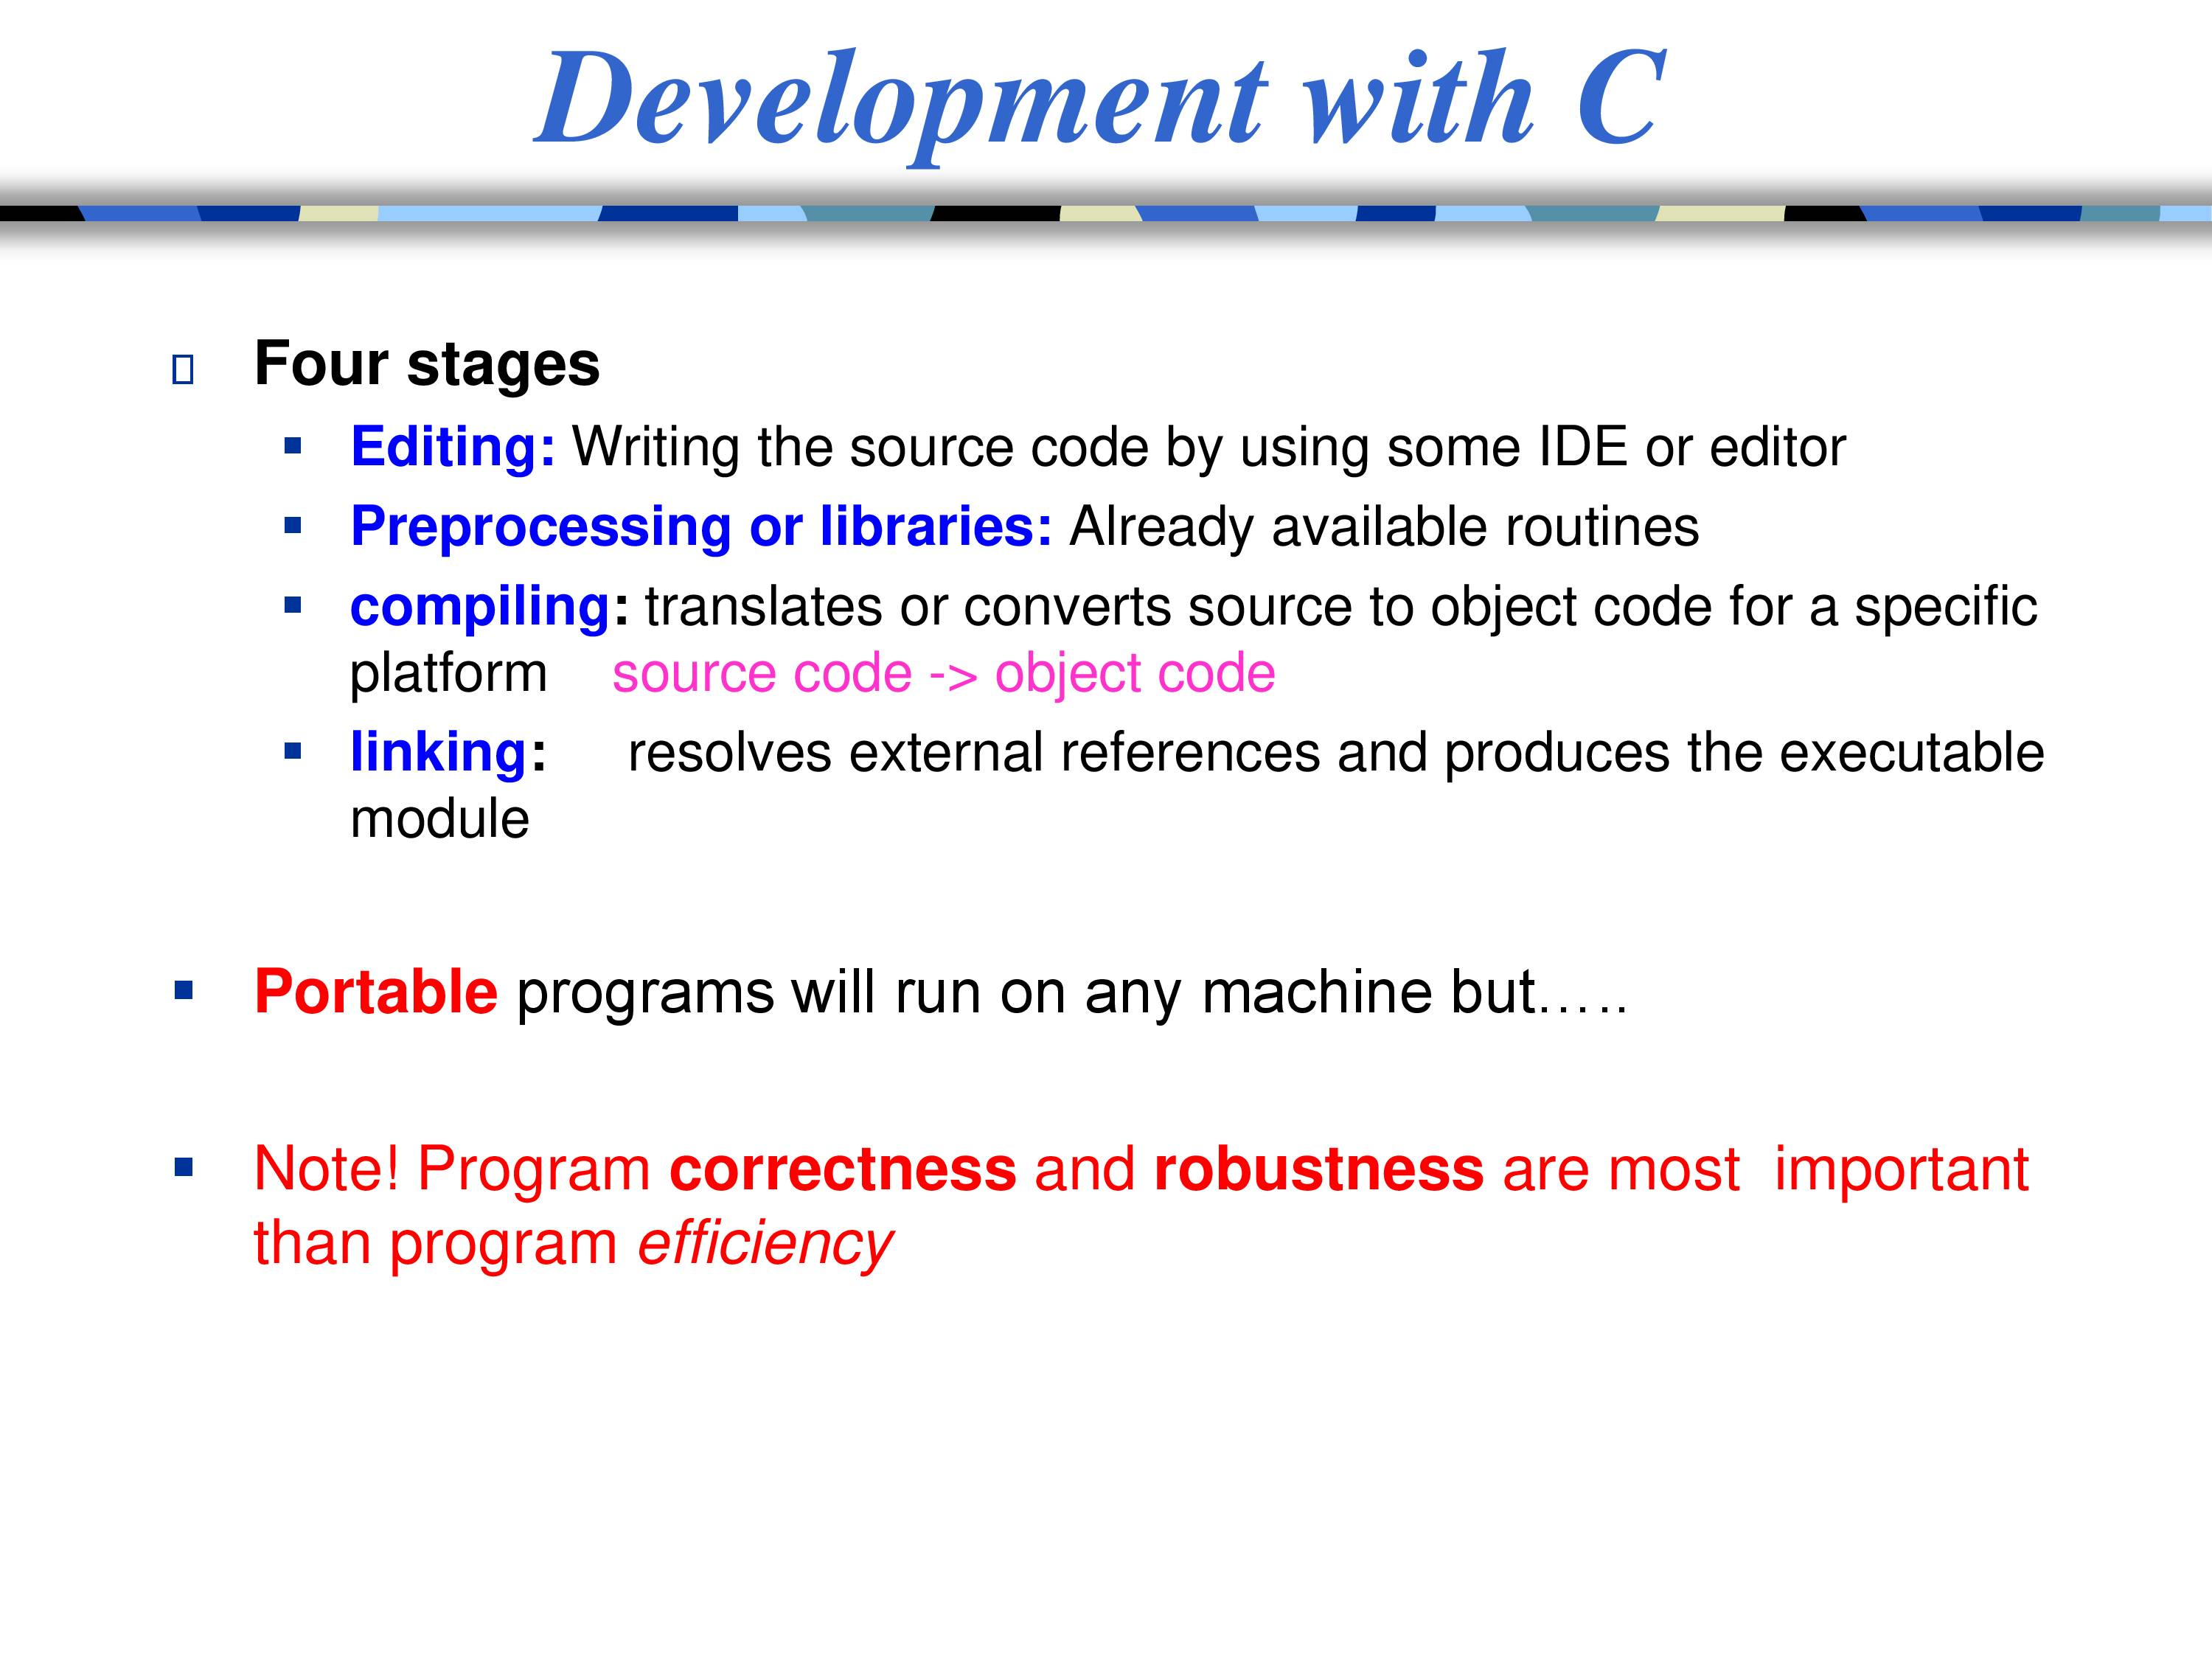 Development with C
Four stages
Editing: Writing the source code by using some IDE or editor
Preprocessing or libraries: Already available routines
compiling: translates or converts source to object code for a specific
platform source code -> object code
linking: resolves external references and produces the executable
module
Portable programs will run on any machine but…..
Note! Program correctness and robustness are most important
than program efficiency